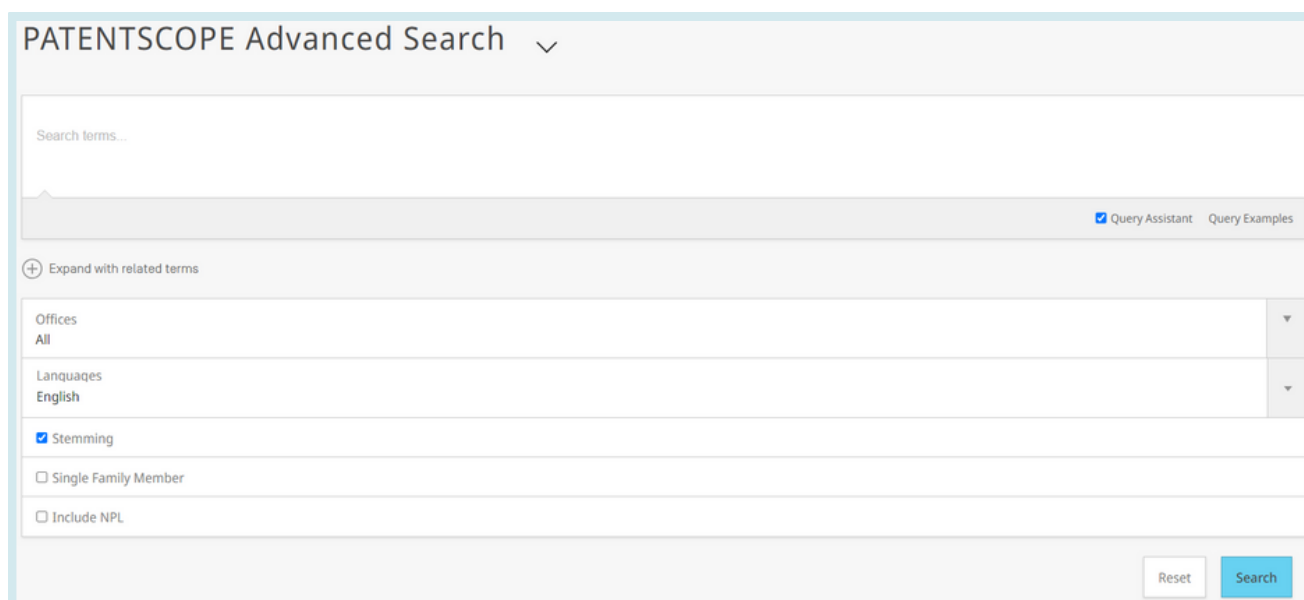 PATENTSCOPE Advanced Search
Search terms...
Query Assistant Query Examples
Expand with related terms
Offices
All
Languages
English
Stemming
Single Family Member
Include NPL
Reset Search